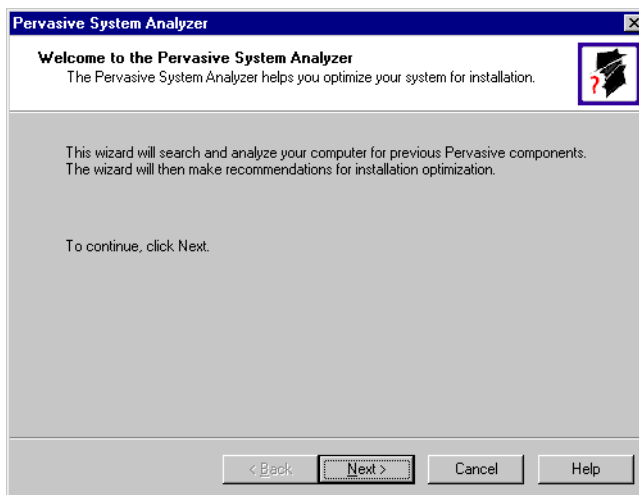 Pervasive System Analyzer
Welcome to the Pervasive System Analyzer
The Pervasive System Analyzer helps you optimize your system for installation.
?
This wizard will search and analyze your computer for previous Pervasive components.
The wizard will then make recommendations for installation optimization.
To continue, click Next.
< Back
Next >
Cancel
Help